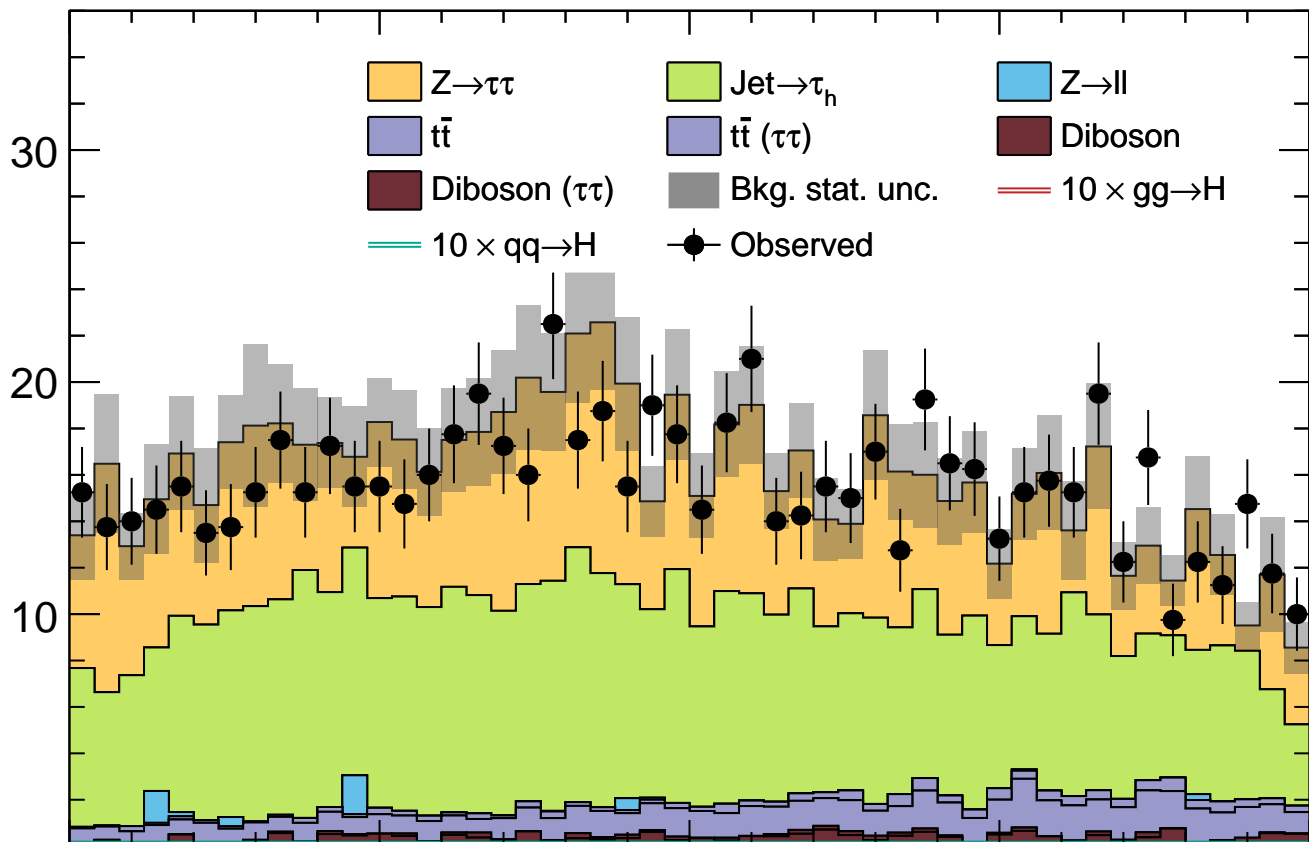 Z→ττ Jet→τₕ Z→ll
30 tt̄ tt̄ (ττ) Diboson
Diboson (ττ) Bkg. stat. unc. 10 × gg→H
10 × qq→H Observed
20
10